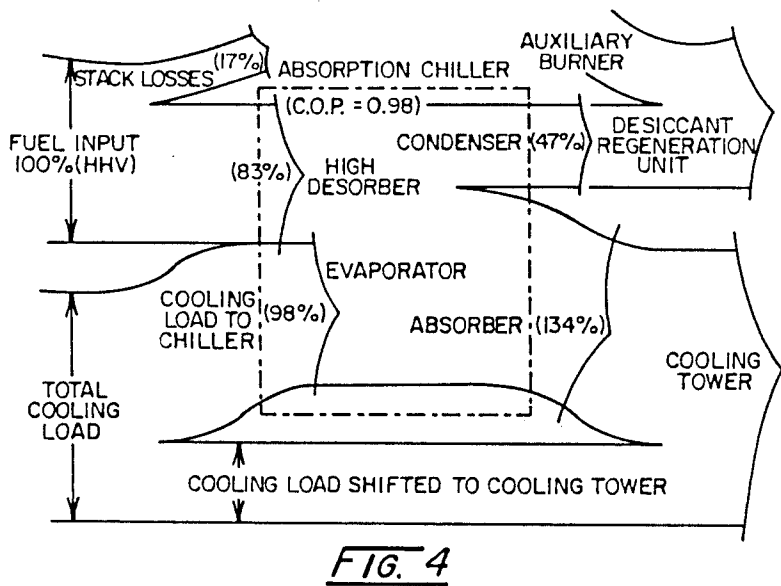 AUXILIARY
BURNER
(17%)
STACK LOSSES
ABSORPTION CHILLER
(C.O.P. = 0.98)
FUEL INPUT
100% (HHV)
CONDENSER (47%)
DESICCANT
REGENERATION
UNIT
(83%)
HIGH
DESORBER
EVAPORATOR
COOLING
LOAD TO
CHILLER
(98%)
ABSORBER (134%)
COOLING
TOWER
TOTAL
COOLING
LOAD
COOLING LOAD SHIFTED TO COOLING TOWER
FIG. 4